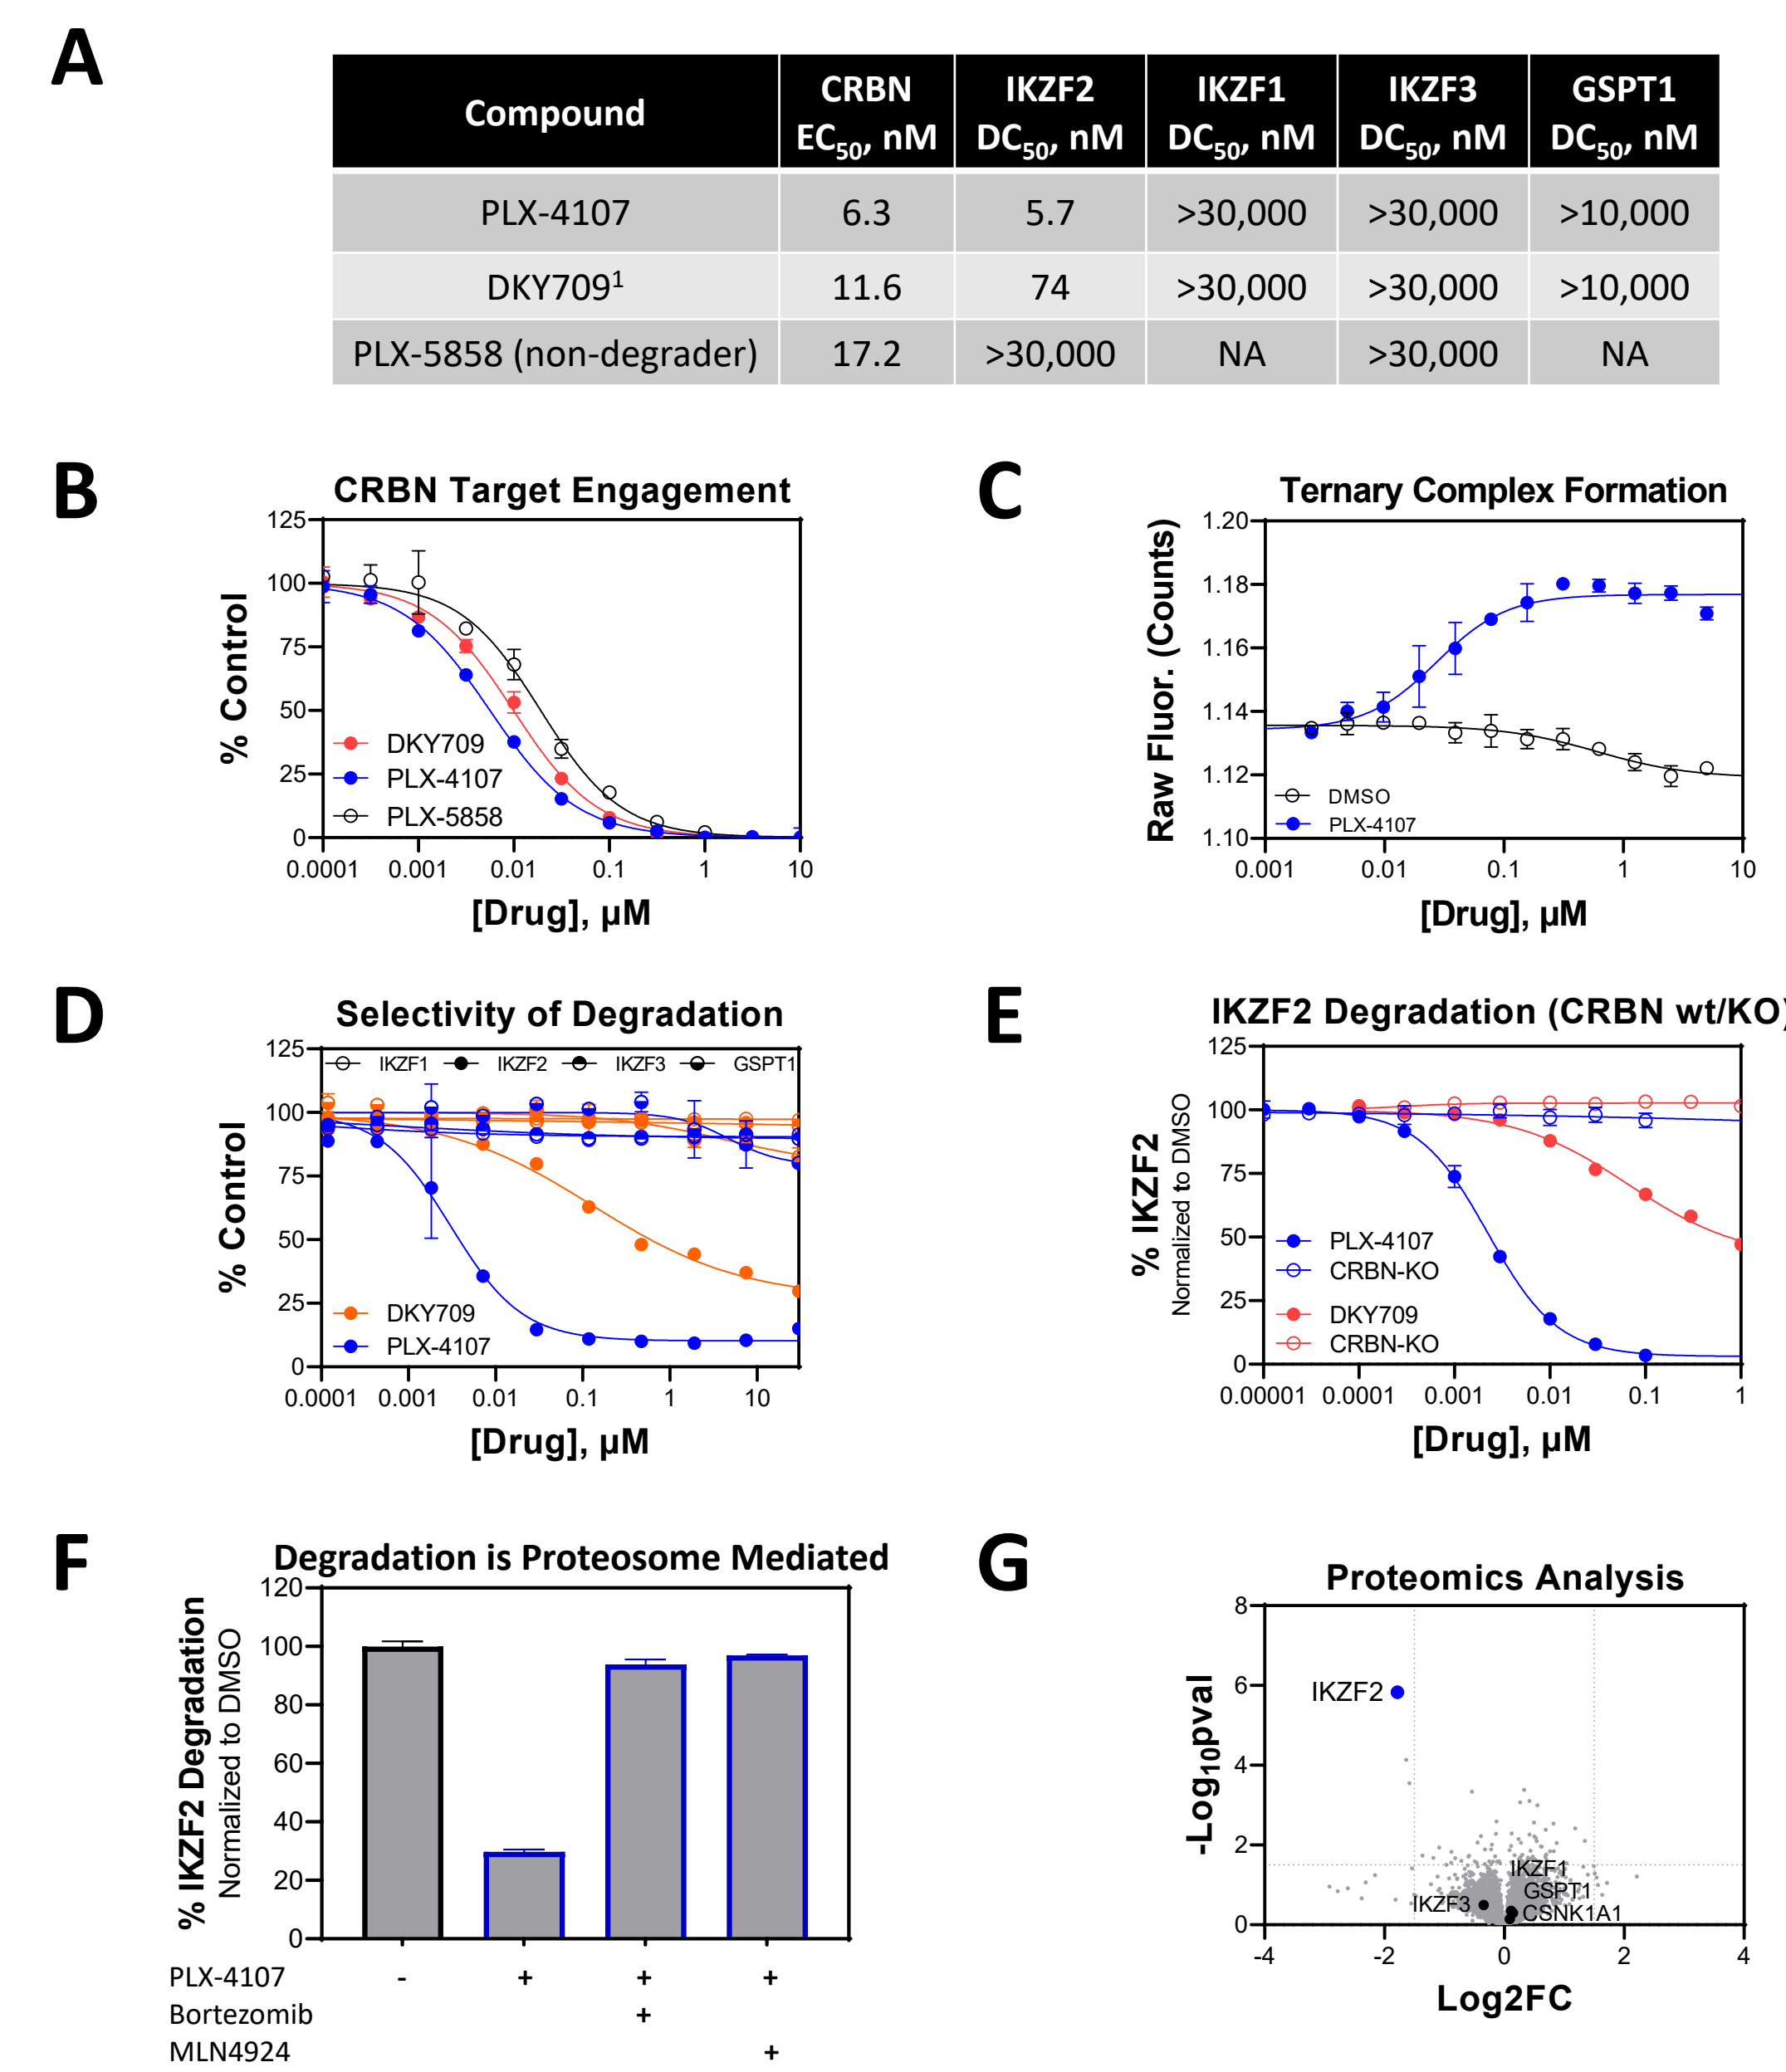 A
Compound
CRBN EC50, nM
IKZF2 DC50, nM
IKZF1 DC50, nM
IKZF3 DC50, nM
GSPT1 DC50, nM
PLX-4107 6.3 5.7 >30,000 >30,000 >10,000
DKY709¹ 11.6 74 >30,000 >30,000 >10,000
PLX-5858 (non-degrader) 17.2 >30,000 NA >30,000 NA
B
CRBN Target Engagement
% Control
125
100
75
50
25
0
DKY709
PLX-4107
PLX-5858
0.0001 0.001 0.01 0.1 1 10
[Drug], µM
C
Ternary Complex Formation
Raw Fluor. (Counts)
1.20
1.18
1.16
1.14
1.12
1.10
DMSO
PLX-4107
0.001 0.01 0.1 1 10
[Drug], µM
D
Selectivity of Degradation
% Control
125
100
75
50
25
0
IKZF1 IKZF2 IKZF3 GSPT1
DKY709
PLX-4107
0.0001 0.001 0.01 0.1 1 10
[Drug], µM
E
IKZF2 Degradation (CRBN wt/KO)
% IKZF2
Normalized to DMSO
125
100
75
50
25
0
PLX-4107
CRBN-KO
DKY709
CRBN-KO
0.00001 0.0001 0.001 0.01 0.1 1
[Drug], µM
F
Degradation is Proteosome Mediated
% IKZF2 Degradation
Normalized to DMSO
120
100
80
60
40
20
0
PLX-4107 - + + +
Bortezomib +
MLN4924 +
G
Proteomics Analysis
-Log10pval
8
6
4
2
0
IKZF2
IKZF1
GSPT1
IKZF3
CSNK1A1
-4 -2 0 2 4
Log2FC